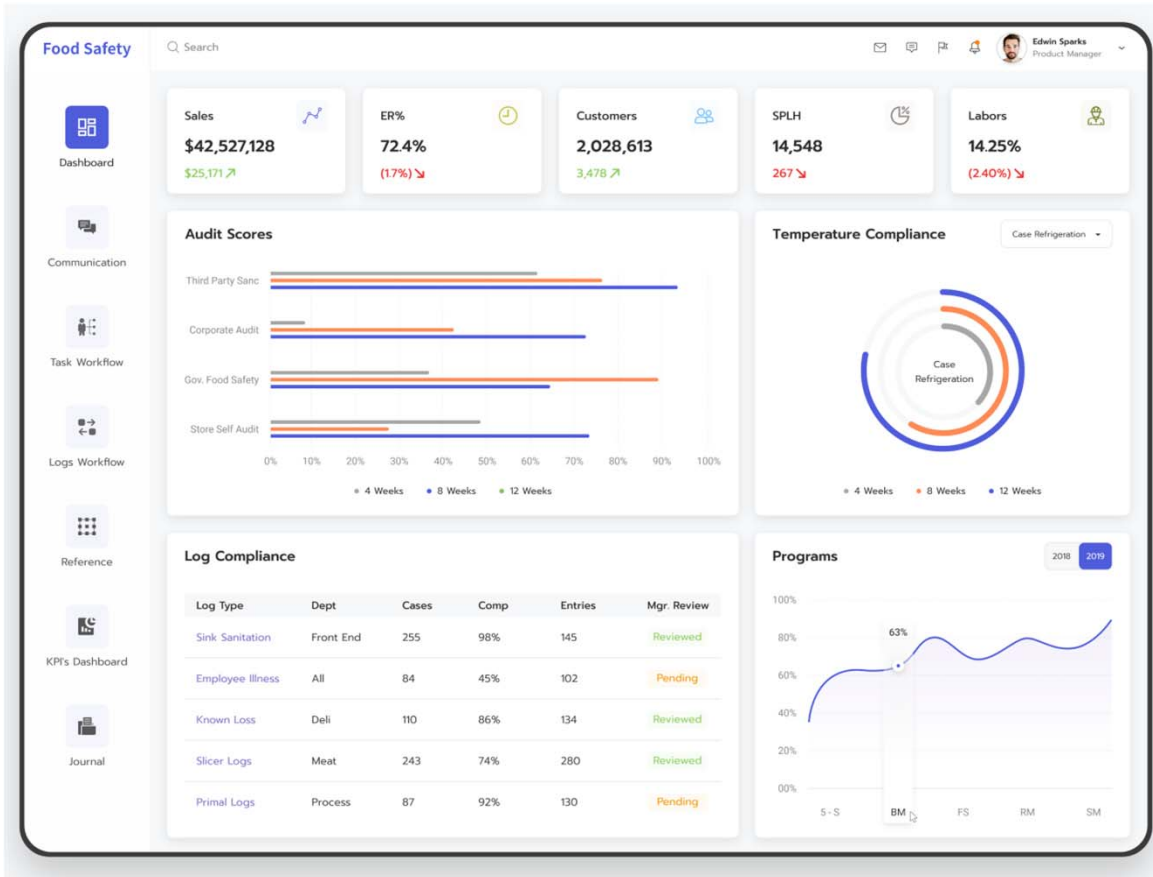 Food Safety
Search
Edwin Sparks
Product Manager
Dashboard
Communication
Task Workflow
Logs Workflow
Reference
KPI's Dashboard
Journal
Sales
$42,527,128
$25,171
ER%
72.4%
(1.7%)
Customers
2,028,613
3,478
SPLH
14,548
267
Labors
14.25%
(2.40%)
Audit Scores
Third Party Sanc
Corporate Audit
Gov. Food Safety
Store Self Audit
0% 10% 20% 30% 40% 50% 60% 70% 80% 90% 100%
4 Weeks 8 Weeks 12 Weeks
Temperature Compliance
Case Refrigeration
Case
Refrigeration
4 Weeks 8 Weeks 12 Weeks
Log Compliance
Log Type Dept Cases Comp Entries Mgr. Review
Sink Sanitation Front End 255 98% 145 Reviewed
Employee Illness All 84 45% 102 Pending
Known Loss Deli 110 86% 134 Reviewed
Slicer Logs Meat 243 74% 280 Reviewed
Primal Logs Process 87 92% 130 Pending
Programs
2018 2019
100%
80%
60%
40%
20%
00%
63%
S - S BM FS RM SM